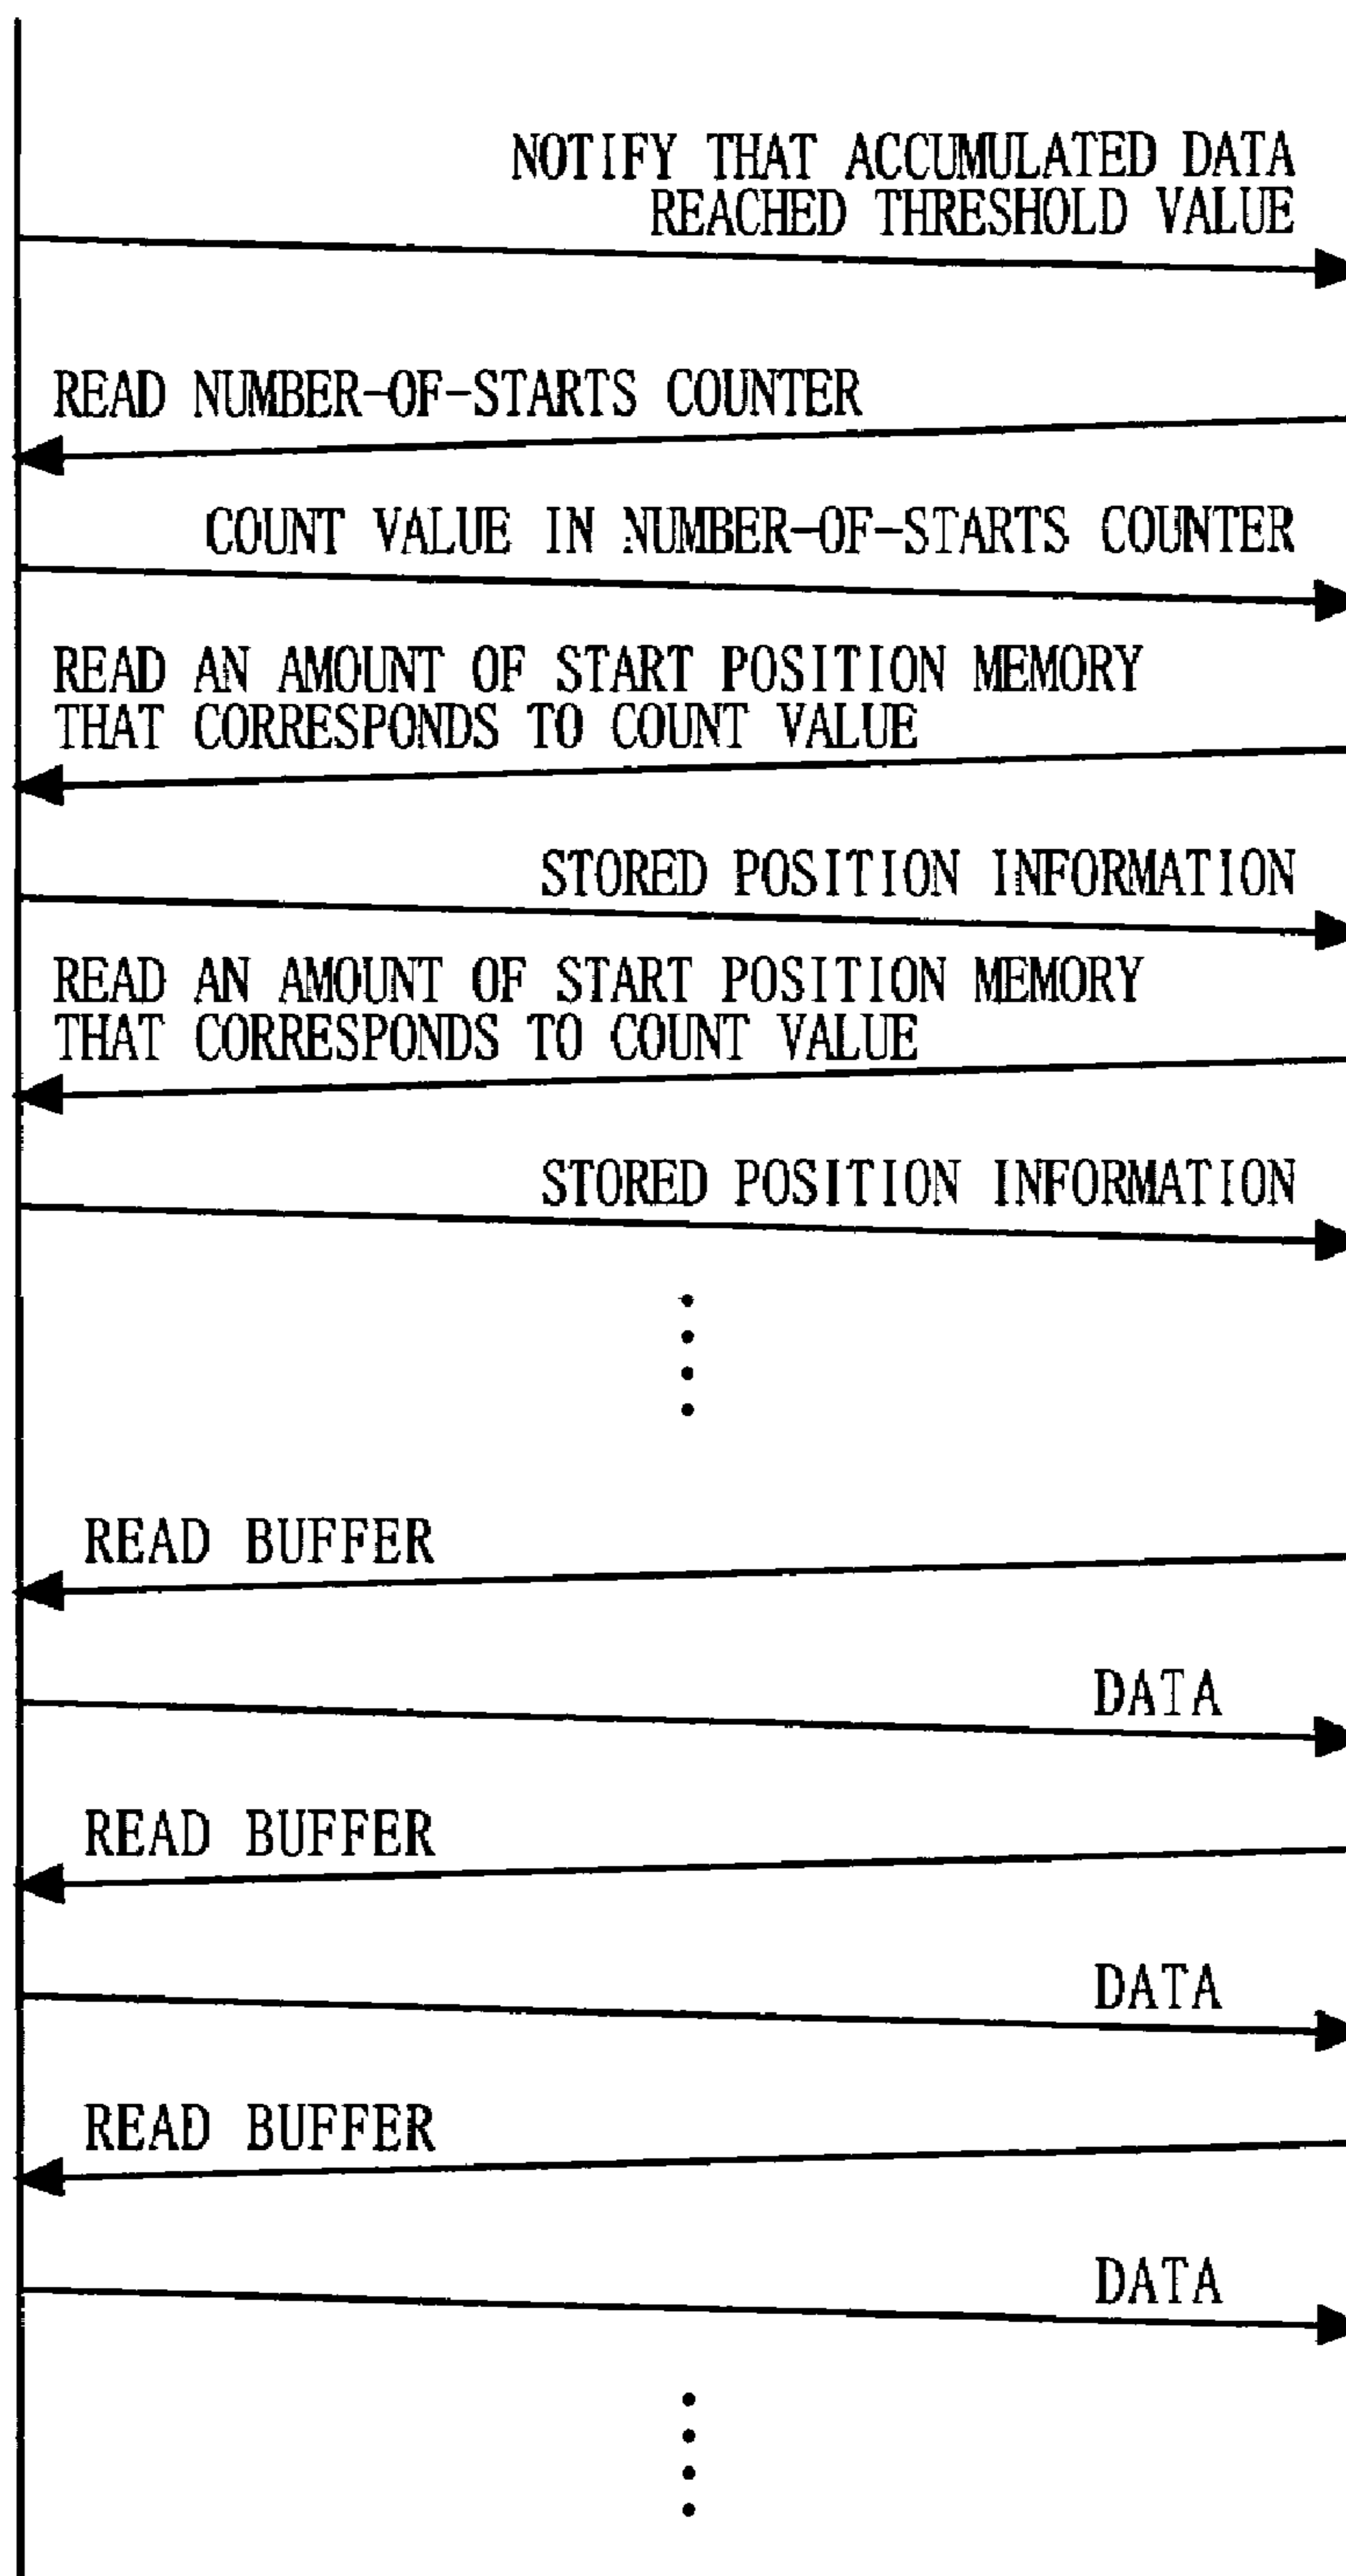 NOTIFY THAT ACCUMULATED DATA
REACHED THRESHOLD VALUE
READ NUMBER-OF-STARTS COUNTER
COUNT VALUE IN NUMBER-OF-STARTS COUNTER
READ AN AMOUNT OF START POSITION MEMORY
THAT CORRESPONDS TO COUNT VALUE
STORED POSITION INFORMATION
READ AN AMOUNT OF START POSITION MEMORY
THAT CORRESPONDS TO COUNT VALUE
STORED POSITION INFORMATION
READ BUFFER
DATA
READ BUFFER
DATA
READ BUFFER
DATA